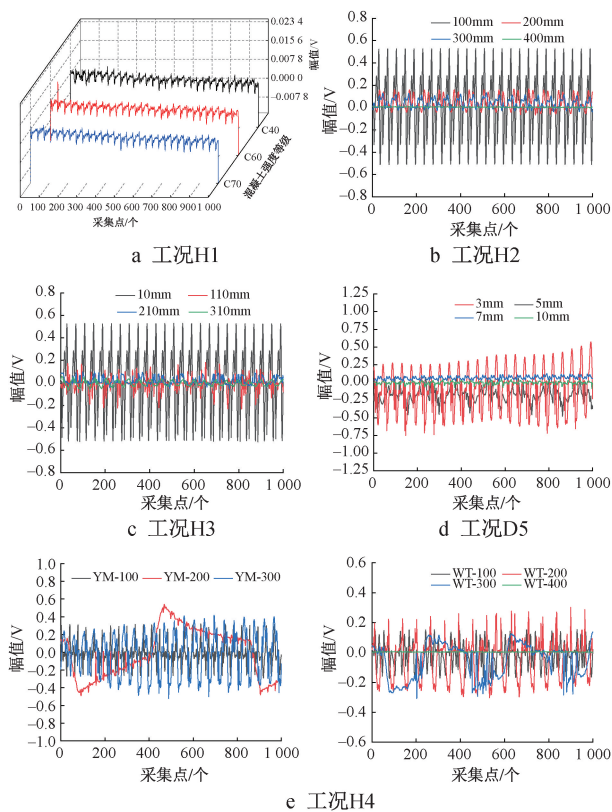 0.023 4
0.015 6
0.007 8
0.000 0
−0.007 8
幅值/V
C40
C60
C70
混凝土强度等级
0 100 200 300 400 500 600 700 800 900 1 000
采集点/个
a 工况H1
100mm 200mm
300mm 400mm
0.8
0.6
0.4
0.2
0.0
−0.2
−0.4
−0.6
−0.8
幅值/V
0 200 400 600 800 1 000
采集点/个
b 工况H2
10mm 110mm
210mm 310mm
0.8
0.6
0.4
0.2
0.0
−0.2
−0.4
−0.6
−0.8
幅值/V
0 200 400 600 800 1 000
采集点/个
c 工况H3
3mm 5mm
7mm 10mm
1.25
1.00
0.75
0.50
0.25
0.00
−0.25
−0.50
−0.75
−1.00
−1.25
幅值/V
0 200 400 600 800 1 000
采集点/个
d 工况D5
YM-100 YM-200 YM-300
1.0
0.8
0.6
0.4
0.2
0.0
−0.2
−0.4
−0.6
−0.8
−1.0
幅值/V
0 200 400 600 800 1 000
采集点/个
WT-100 WT-200
WT-300 WT-400
0.6
0.4
0.2
0.0
−0.2
−0.4
−0.6
幅值/V
0 200 400 600 800 1 000
采集点/个
e 工况H4